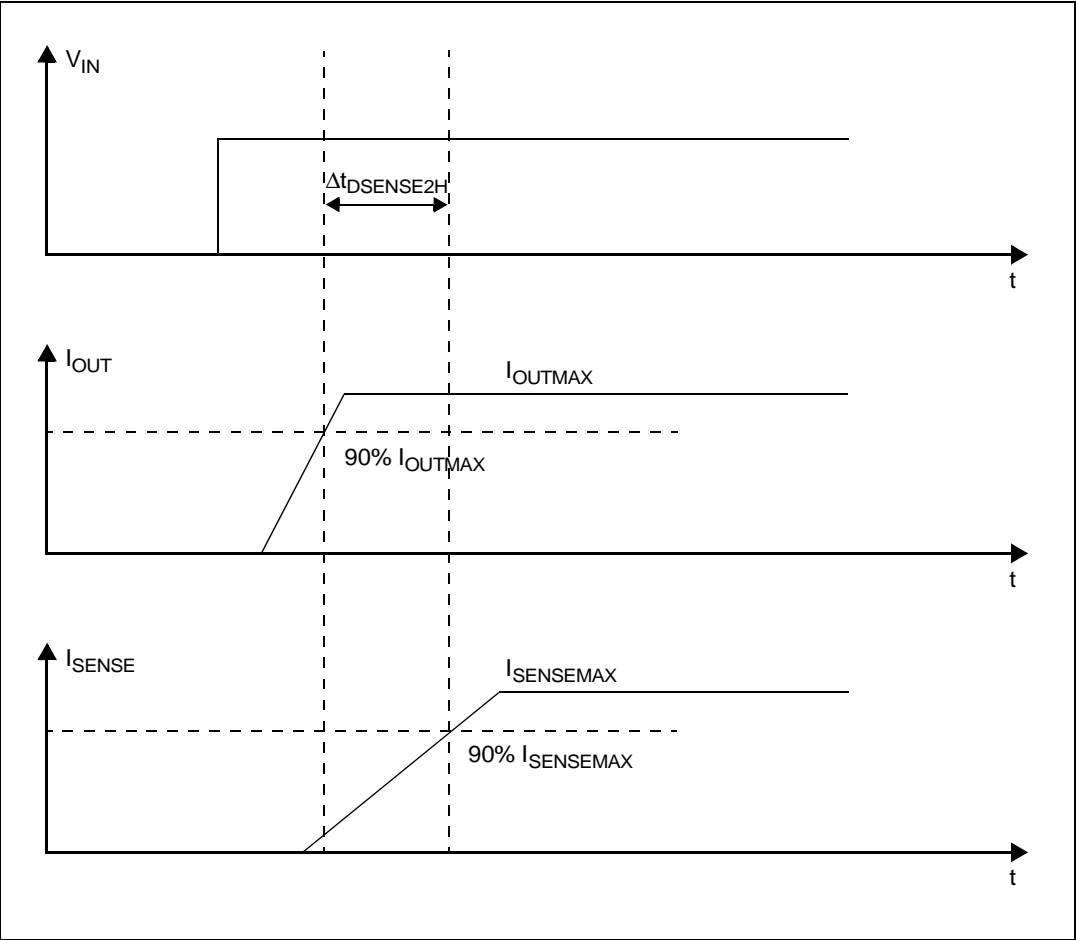 V_IN
Δt_DSENSE2H
t
I_OUT
I_OUTMAX
90% I_OUTMAX
t
I_SENSE
I_SENSEMAX
90% I_SENSEMAX
t